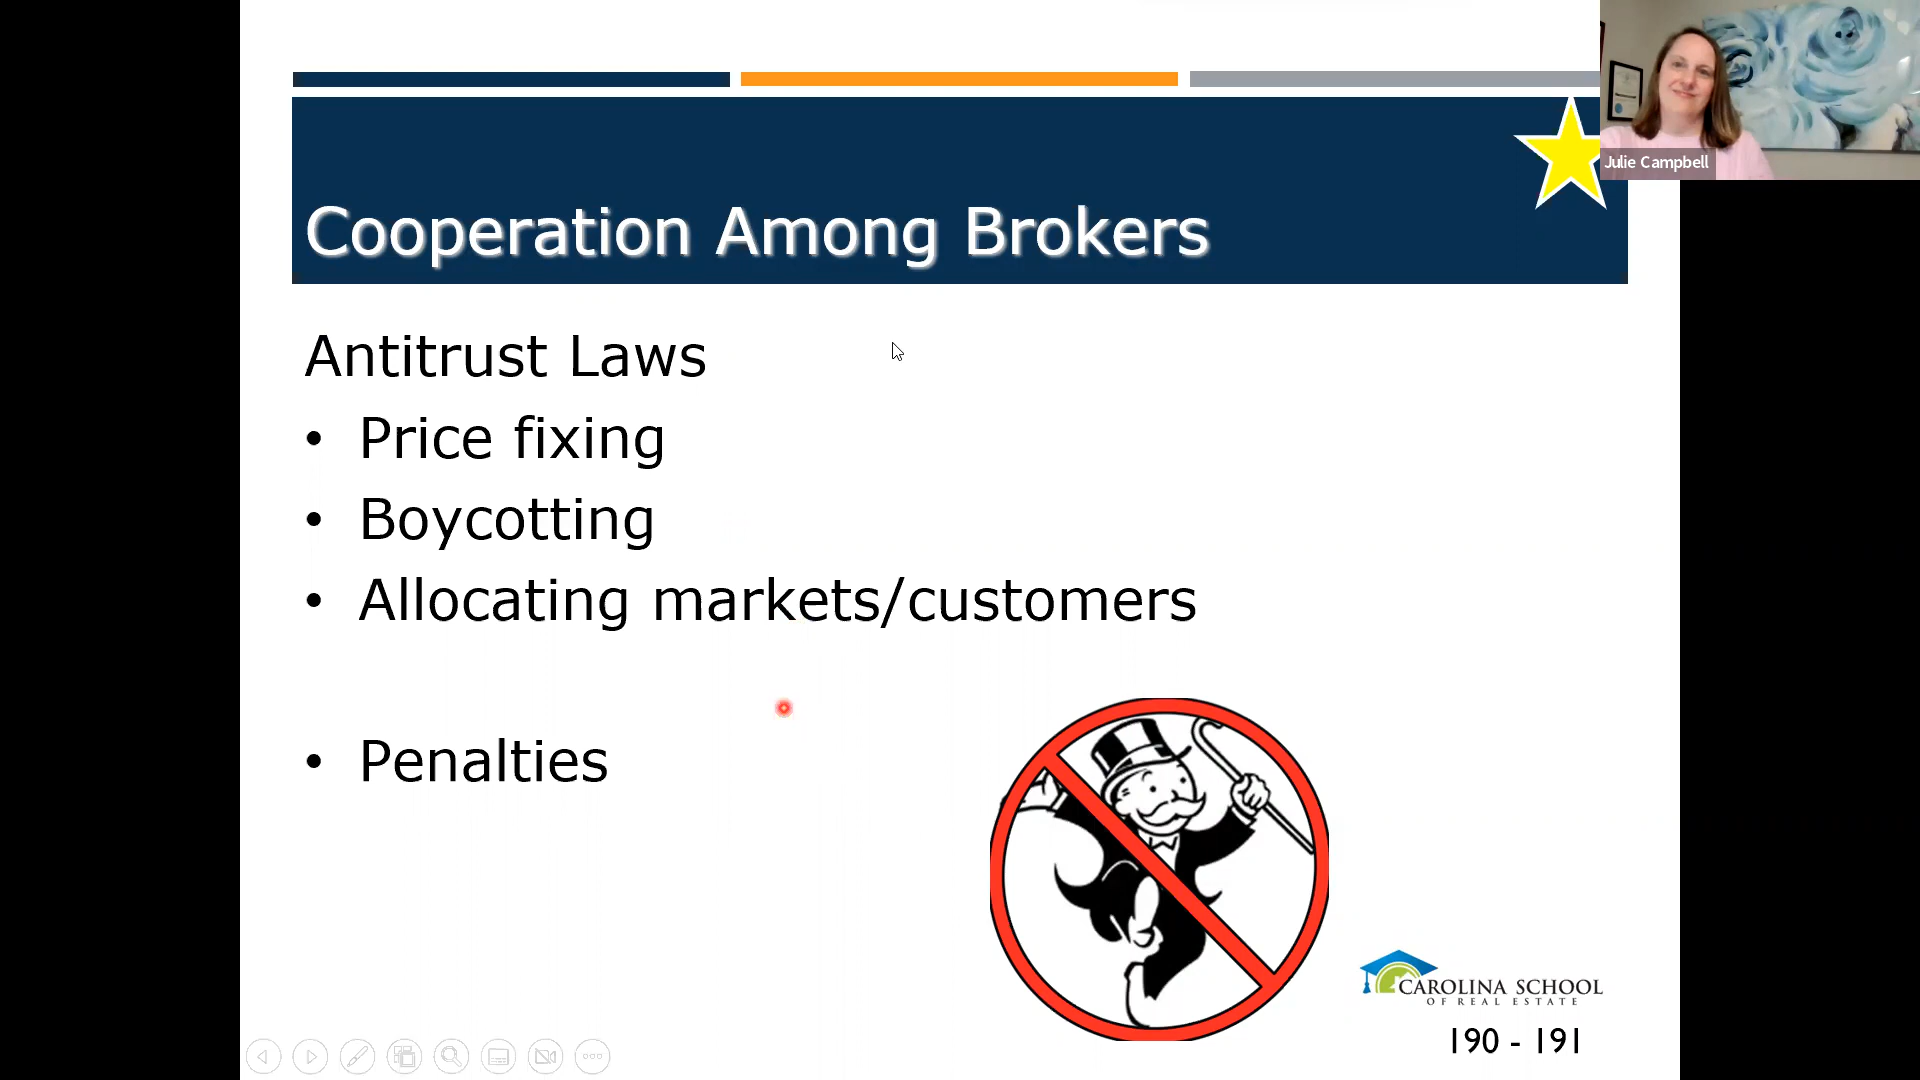 Julie Campbell
Cooperation Among Brokers
Antitrust Laws
• Price fixing
• Boycotting
• Allocating markets/customers
• Penalties
CAROLINA SCHOOL
OF REAL ESTATE
190 - 191